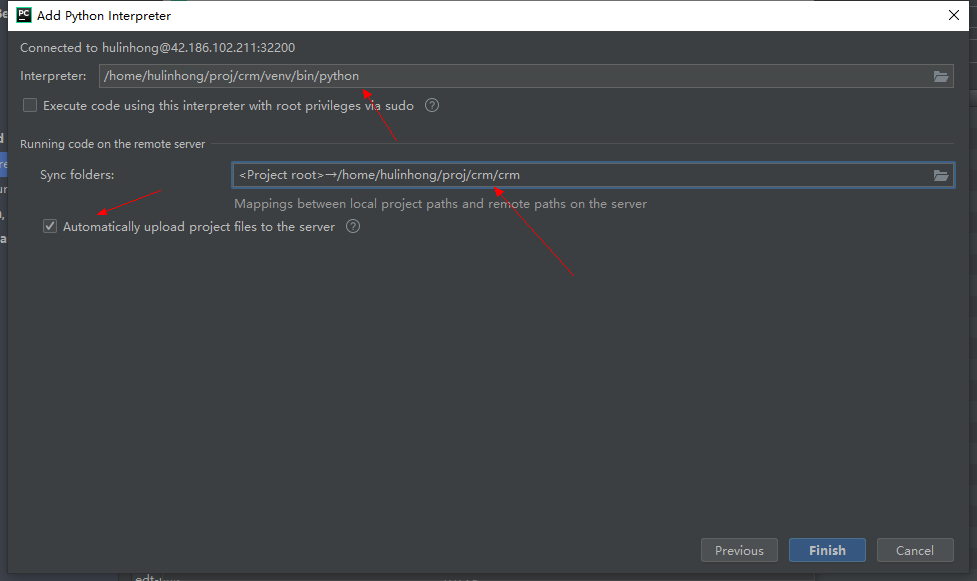 PC Add Python Interpreter
Connected to hulinhong@42.186.102.211:32200
Interpreter: /home/hulinhong/proj/crm/venv/bin/python
Execute code using this interpreter with root privileges via sudo ?
Running code on the remote server
Sync folders: <Project root>→/home/hulinhong/proj/crm/crm
Mappings between local project paths and remote paths on the server
Automatically upload project files to the server ?
Previous Finish Cancel